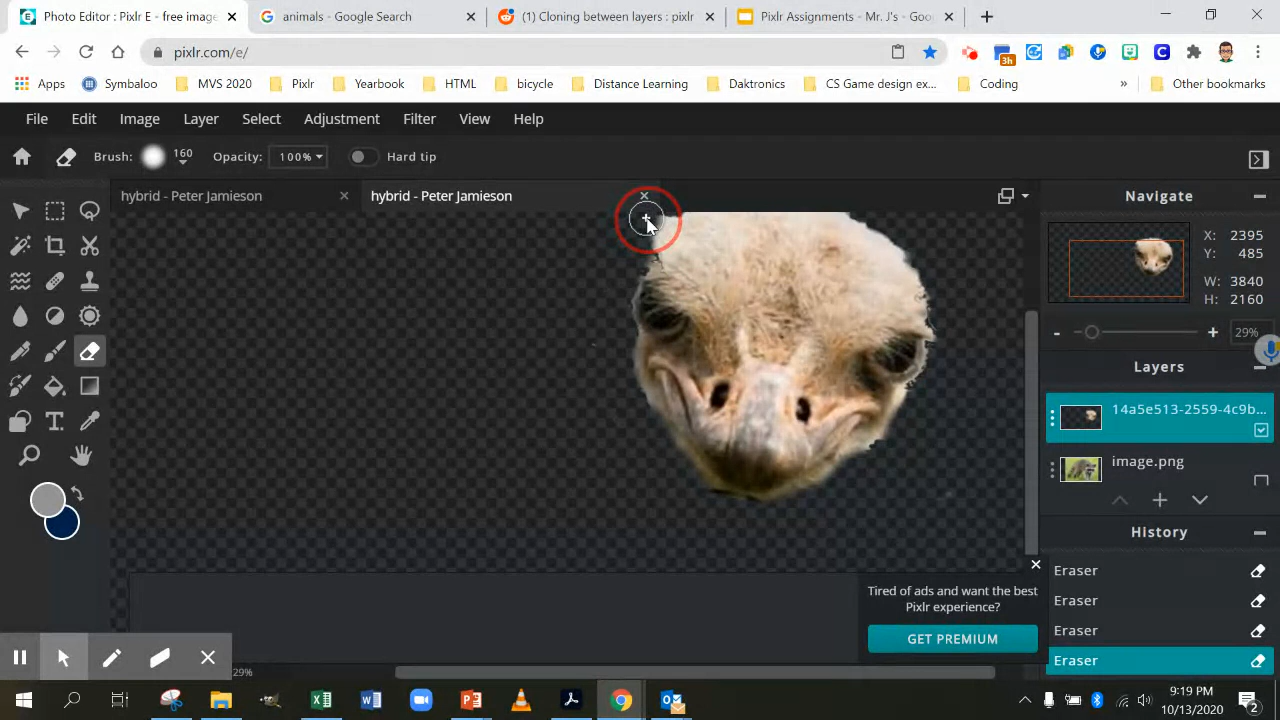 Photo Editor : Pixlr E - free image
animals - Google Search
(1) Cloning between layers : pixlr
Pixlr Assignments - Mr. J's - Goo
pixlr.com/e/
3h
Apps
Symbaloo
MVS 2020
Pixlr
Yearbook
HTML
bicycle
Distance Learning
Daktronics
CS Game design ex...
Coding
»
Other bookmarks
File Edit Image Layer Select Adjustment Filter View Help
Brush: 160 Opacity: 100% Hard tip
hybrid - Peter Jamieson
hybrid - Peter Jamieson
Navigate
X: 2395
Y: 485
W: 3840
H: 2160
29%
Layers
14a5e513-2559-4c9b...
image.png
History
Eraser
Eraser
Eraser
Eraser
Tired of ads and want the best
Pixlr experience?
GET PREMIUM
29%
9:19 PM
10/13/2020
2